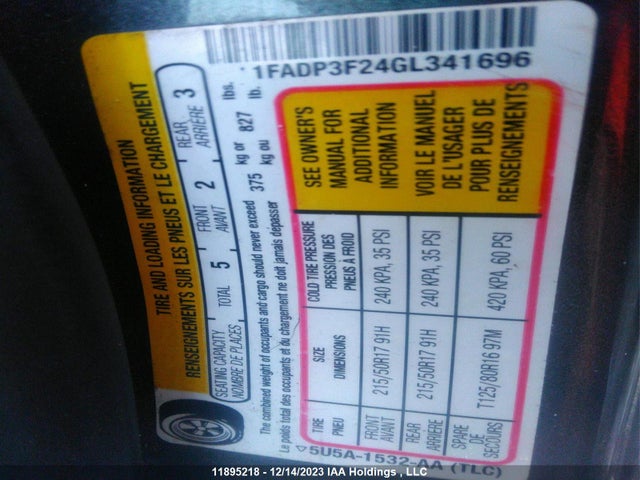 1FADP3F24GL341696
TIRE AND LOADING INFORMATION
RENSEIGNEMENTS SUR LES PNEUS ET LE CHARGEMENT
SEATING CAPACITY TOTAL 5 FRONT 2 REAR 3
NOMBRE DE PLACES AVANT ARRIÈRE
The combined weight of occupants and cargo should never exceed 375 kg or 827 lbs.
Le poids total des occupants et du chargement ne doit jamais dépasser kg ou lb.
TIRE SIZE COLD TIRE PRESSURE
PNEU DIMENSIONS PRESSION DES
PNEUS À FROID
FRONT 215/50R17 91H 240 KPA, 35 PSI
AVANT
REAR 215/50R17 91H 240 KPA, 35 PSI
ARRIÈRE
SPARE T125/80R16 97M 420 KPA, 60 PSI
DE
SECOURS
SEE OWNER'S
MANUAL FOR
ADDITIONAL
INFORMATION
VOIR LE MANUEL
DE L'USAGER
POUR PLUS DE
RENSEIGNEMENTS
5U5A-1532-AA (TLC)
11895218 - 12/14/2023 IAA Holdings , LLC